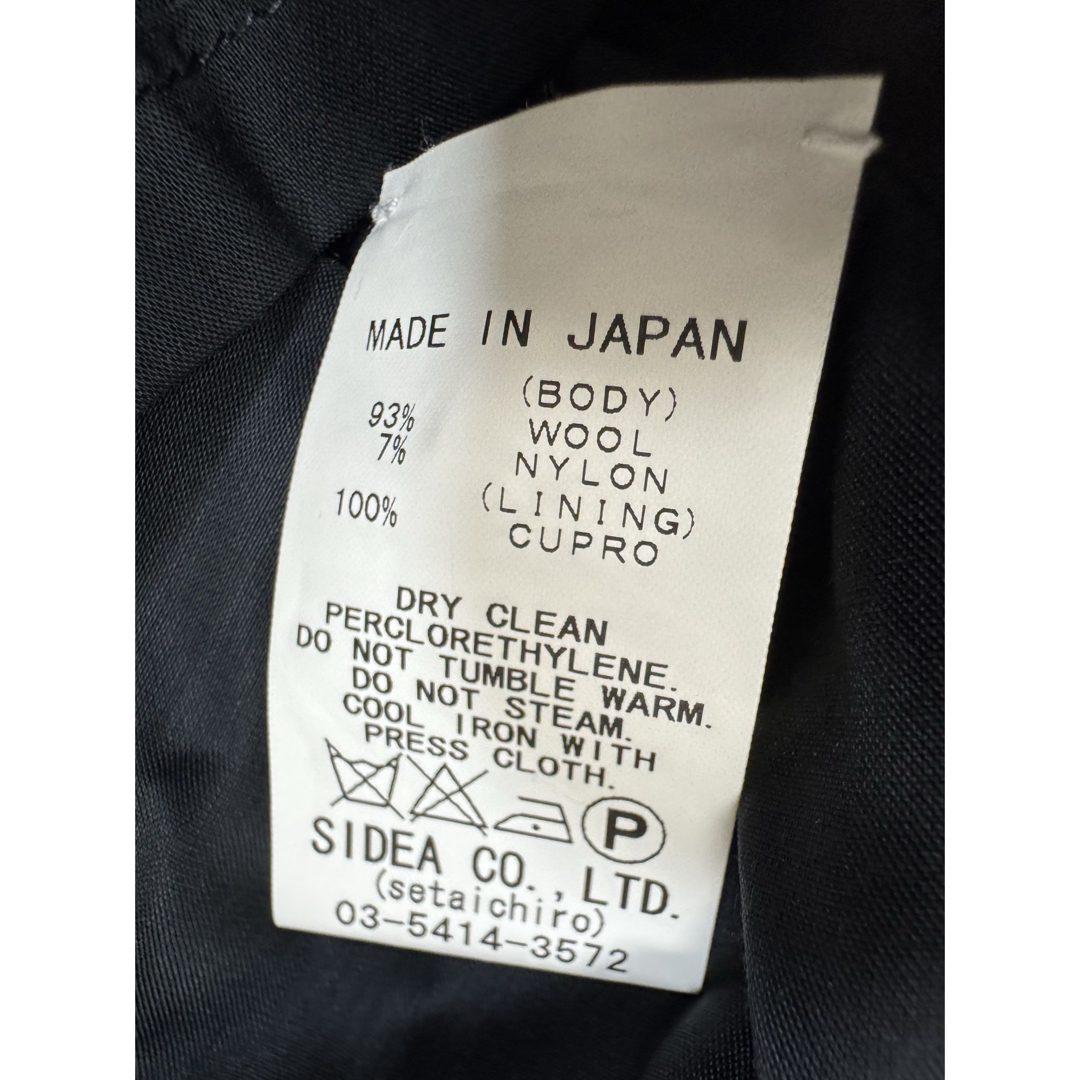 MADE IN JAPAN
(BODY)
93% WOOL
7% NYLON
(LINING)
100% CUPRO
DRY CLEAN
PERCLORETHYLENE.
DO NOT TUMBLE WARM.
DO NOT STEAM.
COOL IRON WITH
PRESS CLOTH.
P
SIDEA CO.,LTD.
(setaichiro)
03-5414-3572